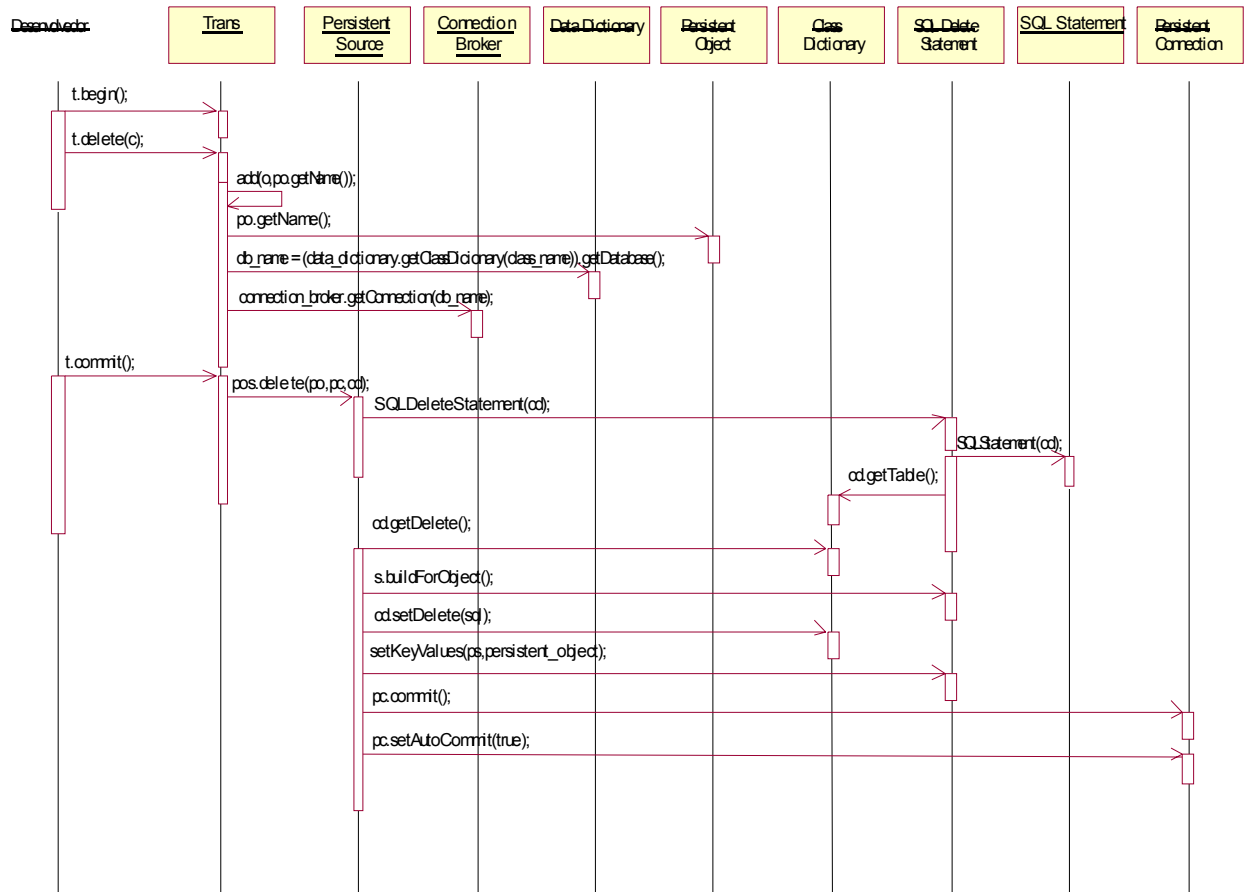 Desenvolvedor
Trans
Persistent
Source
Connection
Broker
Data Dictionary
Persistent
Object
Class
Dictionary
SQL Delete
Statement
SQL Statement
Persistent
Connection
t.begin();
t.delete(c);
add(o,po.getName());
po.getName();
db_name = (data_dictionary.getClassDicionary(class_name)).getDatabase();
connection_broker.getConnection(db_name);
t.commit();
pos.delete(po,pc,cd);
SQLDeleteStatement(cd);
SQLStatement(cd);
cd.getTable();
cd.getDelete();
s.buildForObject();
cd.setDelete(sql);
setKeyValues(ps,persistent_object);
pc.commit();
pc.setAutoCommit(true);